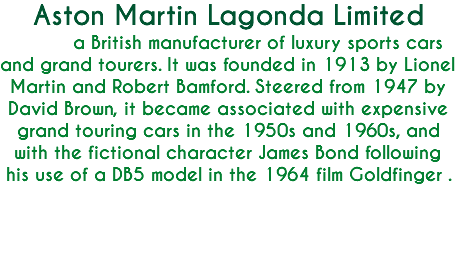 Aston Martin Lagonda Limited
a British manufacturer of luxury sports cars
and grand tourers. It was founded in 1913 by Lionel
Martin and Robert Bamford. Steered from 1947 by
David Brown, it became associated with expensive
grand touring cars in the 1950s and 1960s, and
with the fictional character James Bond following
his use of a DB5 model in the 1964 film Goldfinger .